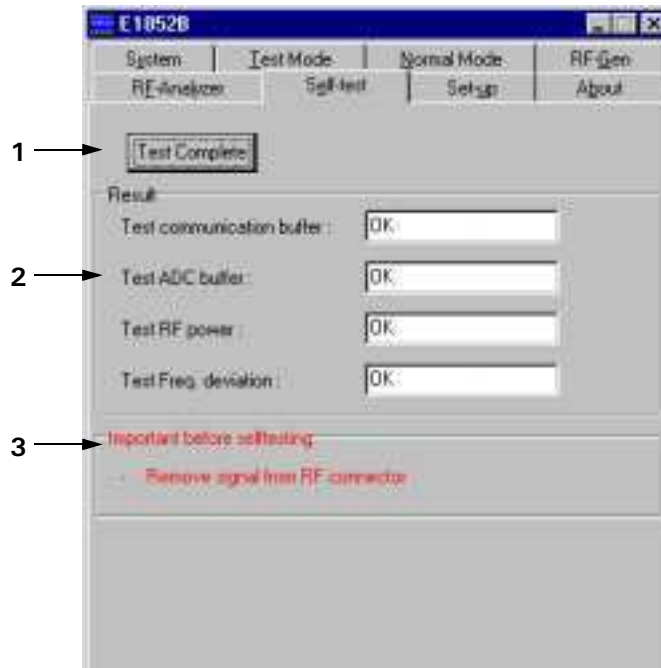 E1852B
System Test Mode Normal Mode RF-Gen
RF-Analyzer Self-test Set-up About
1
Test Complete
Result
Test communication buffer : OK
2
Test ADC buffer : OK
Test RF power : OK
Test Freq. deviation : OK
3
Important before selftesting
- Remove signal from RF connector